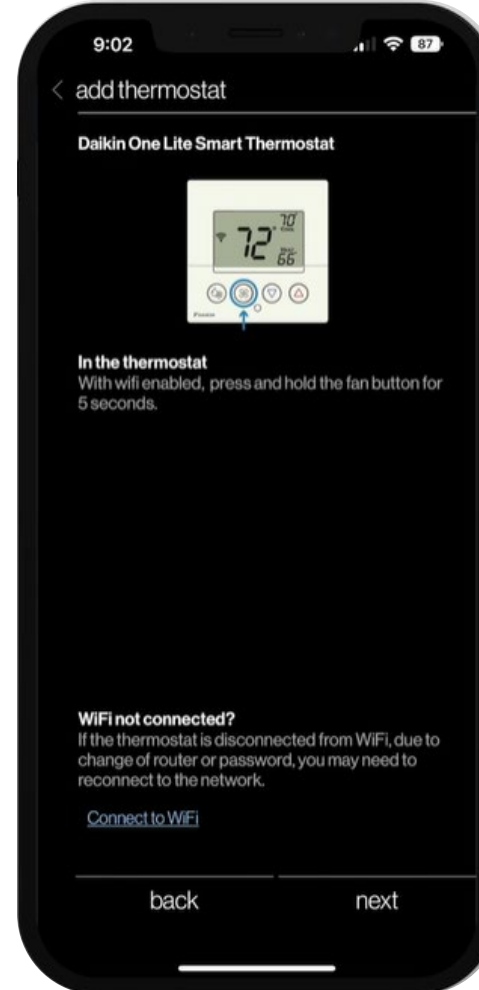 9:02
87
add thermostat
Daikin One Lite Smart Thermostat
70
72°
66
In the thermostat
With wifi enabled, press and hold the fan button for
5 seconds.
WiFi not connected?
If the thermostat is disconnected from WiFi, due to
change of router or password, you may need to
reconnect to the network.
Connect to WiFi
back
next